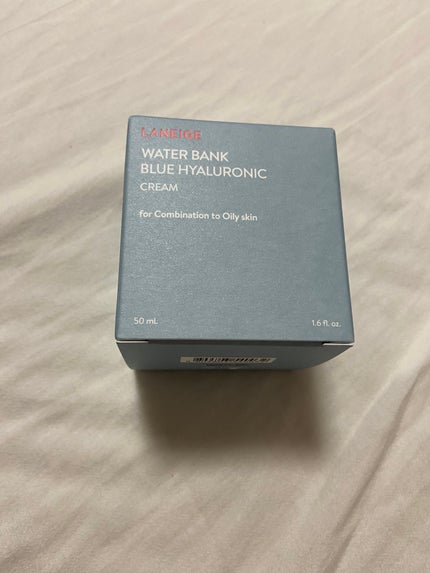 LANEIGE
WATER BANK
BLUE HYALURONIC
CREAM
for Combination to Oily skin
50 mL
1.6 fl. oz.